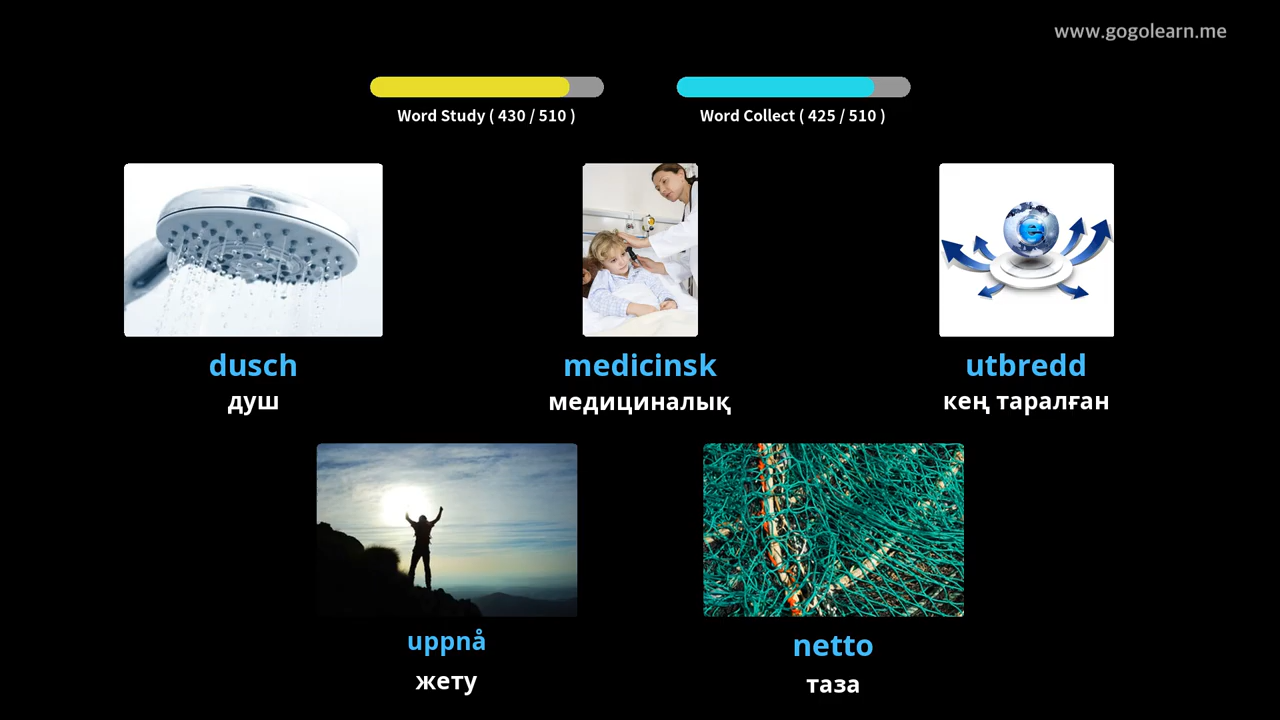 www.gogolearn.me
Word Study ( 430 / 510 )
Word Collect ( 425 / 510 )
dusch
medicinsk
utbredd
душ
медициналық
кең таралған
uppnå
netto
жету
таза